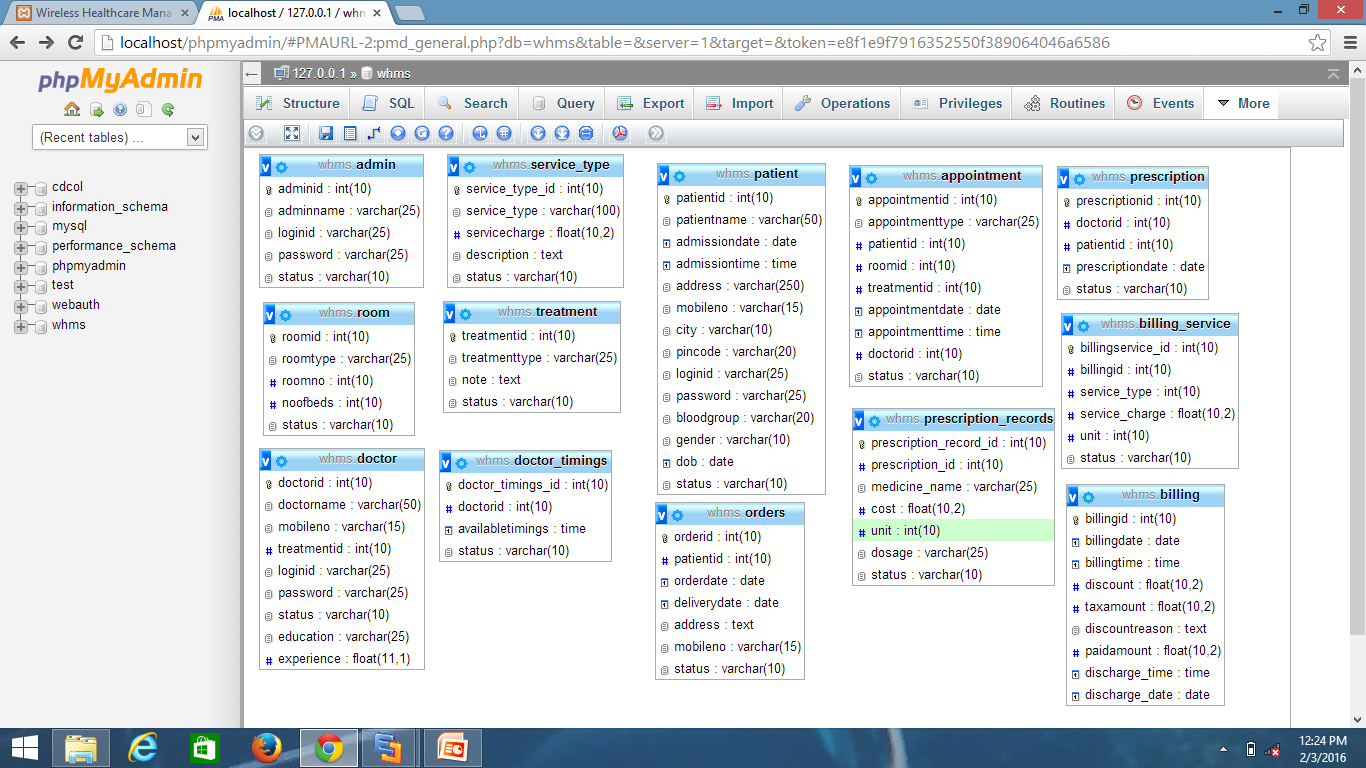 Wireless Healthcare Mana
localhost / 127.0.0.1 / whm
localhost/phpmyadmin/#PMAURL-2:pmd_general.php?db=whms&table=&server=1&target=&token=e8f1e9f7916352550f389064046a6586
phpMyAdmin
(Recent tables) ...
cdcol
information_schema
mysql
performance_schema
phpmyadmin
test
webauth
whms
127.0.0.1 » whms
Structure SQL Search Query Export Import Operations Privileges Routines Events More
whms.admin
adminid : int(10)
adminname : varchar(25)
loginid : varchar(25)
password : varchar(25)
status : varchar(10)
whms.service_type
service_type_id : int(10)
service_type : varchar(100)
servicecharge : float(10,2)
description : text
status : varchar(10)
whms.patient
patientid : int(10)
patientname : varchar(50)
admissiondate : date
admissiontime : time
address : varchar(250)
mobileno : varchar(15)
city : varchar(10)
pincode : varchar(20)
loginid : varchar(25)
password : varchar(25)
bloodgroup : varchar(20)
gender : varchar(10)
dob : date
status : varchar(10)
whms.appointment
appointmentid : int(10)
appointmenttype : varchar(25)
patientid : int(10)
roomid : int(10)
treatmentid : int(10)
appointmentdate : date
appointmenttime : time
doctorid : int(10)
status : varchar(10)
whms.prescription
prescriptionid : int(10)
doctorid : int(10)
patientid : int(10)
prescriptiondate : date
status : varchar(10)
whms.room
roomid : int(10)
roomtype : varchar(25)
roomno : int(10)
noofbeds : int(10)
status : varchar(10)
whms.treatment
treatmentid : int(10)
treatmenttype : varchar(25)
note : text
status : varchar(10)
whms.billing_service
billingservice_id : int(10)
billingid : int(10)
service_type : int(10)
service_charge : float(10,2)
unit : int(10)
status : varchar(10)
whms.prescription_records
prescription_record_id : int(10)
prescription_id : int(10)
medicine_name : varchar(25)
cost : float(10,2)
unit : int(10)
dosage : varchar(25)
status : varchar(10)
whms.doctor
doctorid : int(10)
doctorname : varchar(50)
mobileno : varchar(15)
treatmentid : int(10)
loginid : varchar(25)
password : varchar(25)
status : varchar(10)
education : varchar(25)
experience : float(11,1)
whms.doctor_timings
doctor_timings_id : int(10)
doctorid : int(10)
availabletimings : time
status : varchar(10)
whms.orders
orderid : int(10)
patientid : int(10)
orderdate : date
deliverydate : date
address : text
mobileno : varchar(15)
status : varchar(10)
whms.billing
billingid : int(10)
billingdate : date
billingtime : time
discount : float(10,2)
taxamount : float(10,2)
discountreason : text
paidamount : float(10,2)
discharge_time : time
discharge_date : date
12:24 PM
2/3/2016